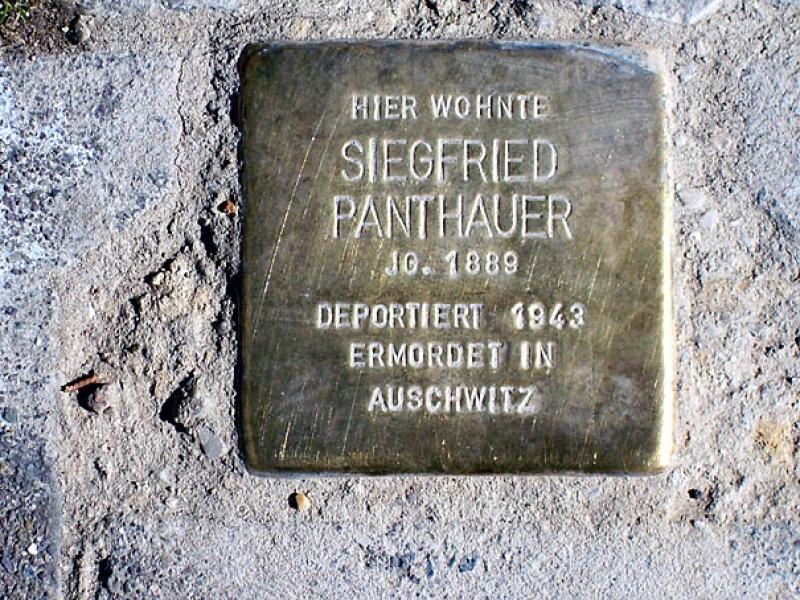 HIER WOHNTE
SIEGFRIED
PANTHAUER
JG. 1889
DEPORTIERT 1943
ERMORDET IN
AUSCHWITZ